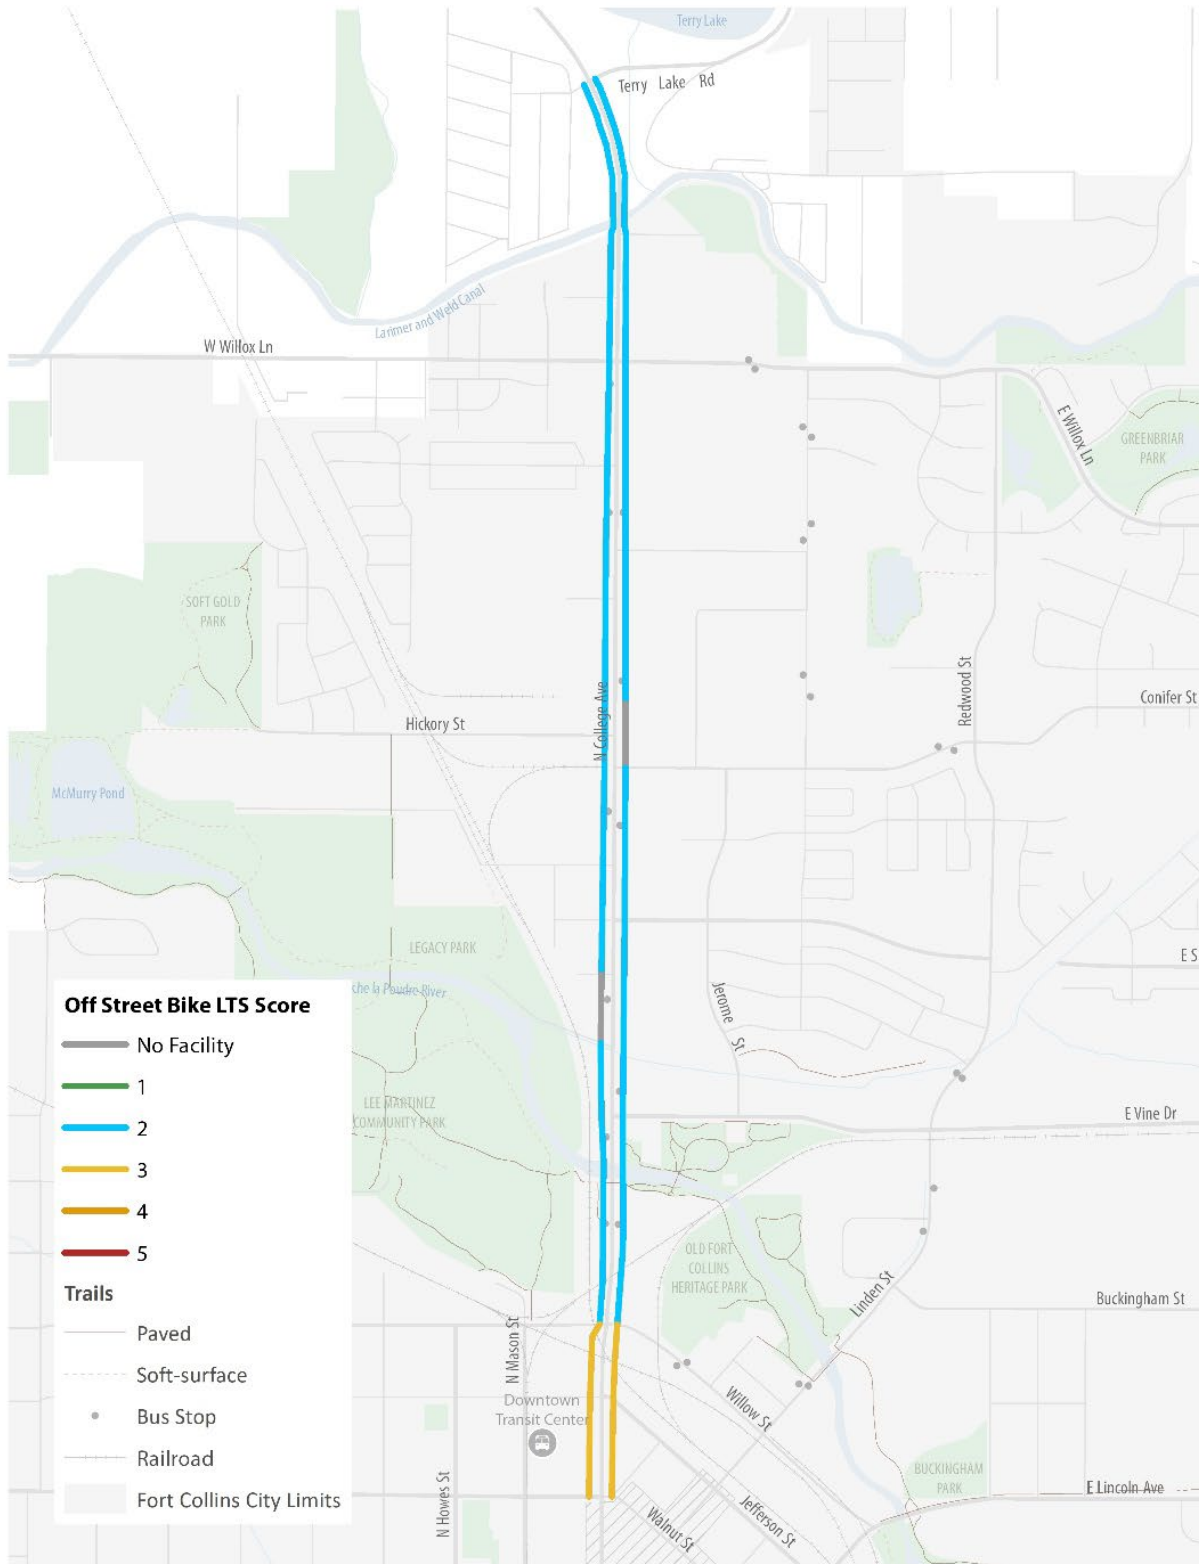 Terry Lake
Terry Lake Rd
Larimer and Weld Canal
W Willox Ln
E Willox Ln
GREENBRIAR
PARK
SOFT GOLD
PARK
Redwood St
Conifer St
N College Ave
Hickory St
McMurry Pond
LEGACY PARK
E S
che la Poudre River
Jerome St
Off Street Bike LTS Score
No Facility
1
2
3
4
5
Trails
Paved
Soft-surface
Bus Stop
Railroad
Fort Collins City Limits
LEE MARTINEZ
COMMUNITY PARK
E Vine Dr
OLD FORT
COLLINS
HERITAGE PARK
Linden St
Buckingham St
N Mason St
Downtown
Transit Center
Willow St
BUCKINGHAM
PARK
E Lincoln Ave
N Howes St
Jefferson St
Walnut St